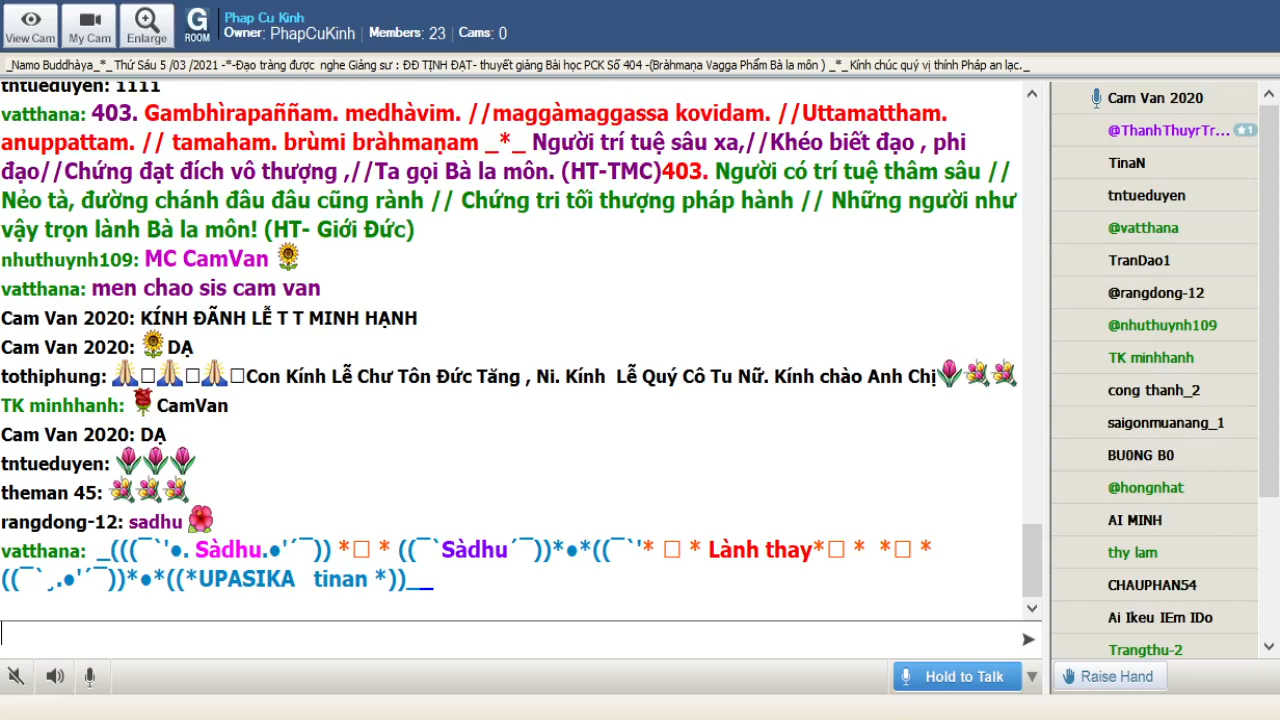 View Cam
My Cam
Enlarge
G ROOM
Phap Cu Kinh
Owner: PhapCuKinh | Members: 23 | Cams: 0
_Namo Buddhàya_*_ Thứ Sáu 5 /03 /2021 -*-Đạo tràng được nghe Giảng sư : ĐĐ TỊNH ĐẠT- thuyết giảng Bài học PCK Số 404 -(Bràhmaṇa Vagga Phẩm Bà la môn ) _*_ Kính chúc quý vị thính Pháp an lạc._
tntueduyen: 1111
vatthana: 403. Gambhìrapaññam. medhàvim. //maggàmaggassa kovidam. //Uttamattham.
anuppattam. // tamaham. brùmi bràhmaṇam _*_ Người trí tuệ sâu xa,//Khéo biết đạo , phi
đạo//Chứng đạt đích vô thượng ,//Ta gọi Bà la môn. (HT-TMC)403. Người có trí tuệ thâm sâu //
Nẻo tà, đường chánh đâu đâu cũng rành // Chứng tri tối thượng pháp hành // Những người như
vậy trọn lành Bà la môn! (HT- Giới Đức)
nhuthuynh109: MC CamVan 🌻
vatthana: men chao sis cam van
Cam Van 2020: KÍNH ĐÃNH LỄ T T MINH HẠNH
Cam Van 2020: 🌻DẠ
tothiphung: 🙏□🙏□🙏□Con Kính Lễ Chư Tôn Đức Tăng , Ni. Kính Lễ Quý Cô Tu Nữ. Kính chào Anh Chị🌷💐💐
TK minhhanh: 🌹CamVan
Cam Van 2020: DẠ
tntueduyen: 🌷🌷🌷
theman 45: 💐💐💐
rangdong-12: sadhu 🌺
vatthana: _(((¯`'●. Sàdhu.●'´¯)) *□ * ((¯`Sàdhu´¯))*●*((¯`'* □ * Lành thay*□ * *□ *
((¯`¸.●'´¯))*●*((*UPASIKA tinan *))__
Hold to Talk
Cam Van 2020
@ThanhThuyrTr... ★1
TinaN
tntueduyen
@vatthana
TranDao1
@rangdong-12
@nhuthuynh109
TK minhhanh
cong thanh_2
saigonmuanang_1
BU0NG B0
@hongnhat
AI MINH
thy lam
CHAUPHAN54
Ai Ikeu IEm IDo
Trangthu-2
Raise Hand